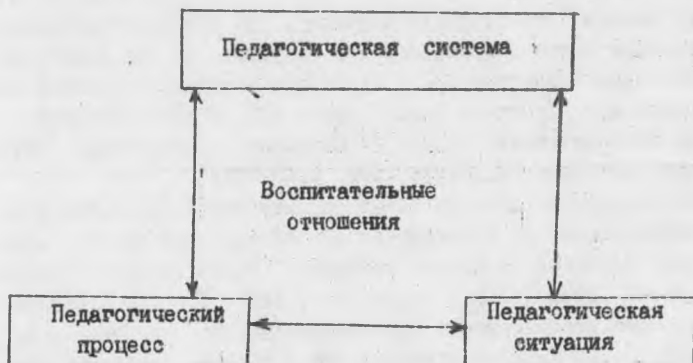 Педагогическая система
Воспитательные
отношения
Педагогический
процесс
Педагогическая
ситуация